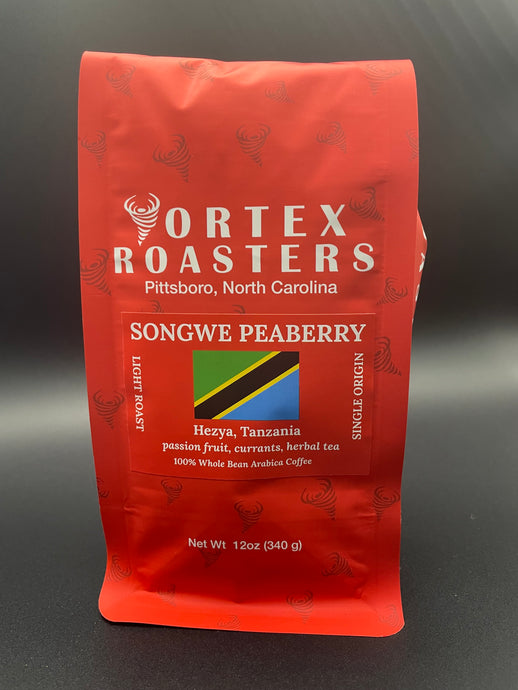 VORTEX
ROASTERS
Pittsboro, North Carolina
SONGWE PEABERRY
LIGHT ROAST
SINGLE ORIGIN
Hezya, Tanzania
passion fruit, currants, herbal tea
100% Whole Bean Arabica Coffee
Net Wt 12oz (340 g)